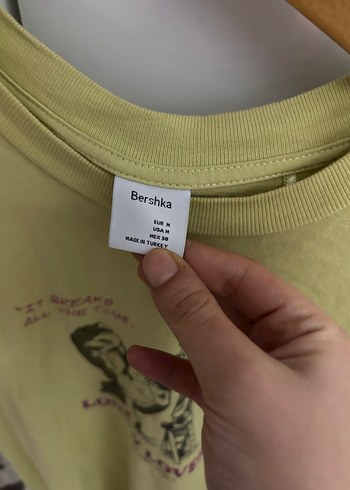 Bershka
EUR M
USA M
MEX 38
MADE IN TURKEY
"IT BREAKS
ALL THE TIME.